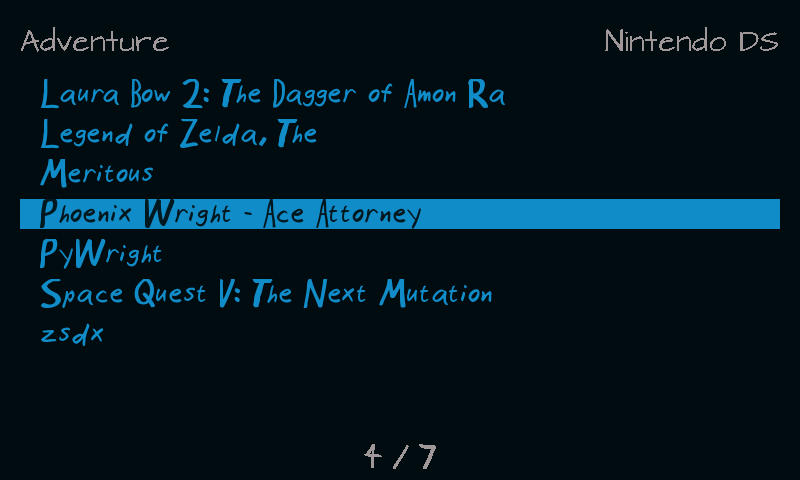 Adventure Nintendo DS
Laura Bow 2: The Dagger of Amon Ra
Legend of Zelda, The
Meritous
Phoenix Wright - Ace Attorney
PyWright
Space Quest V: The Next Mutation
zsdx
4 / 7